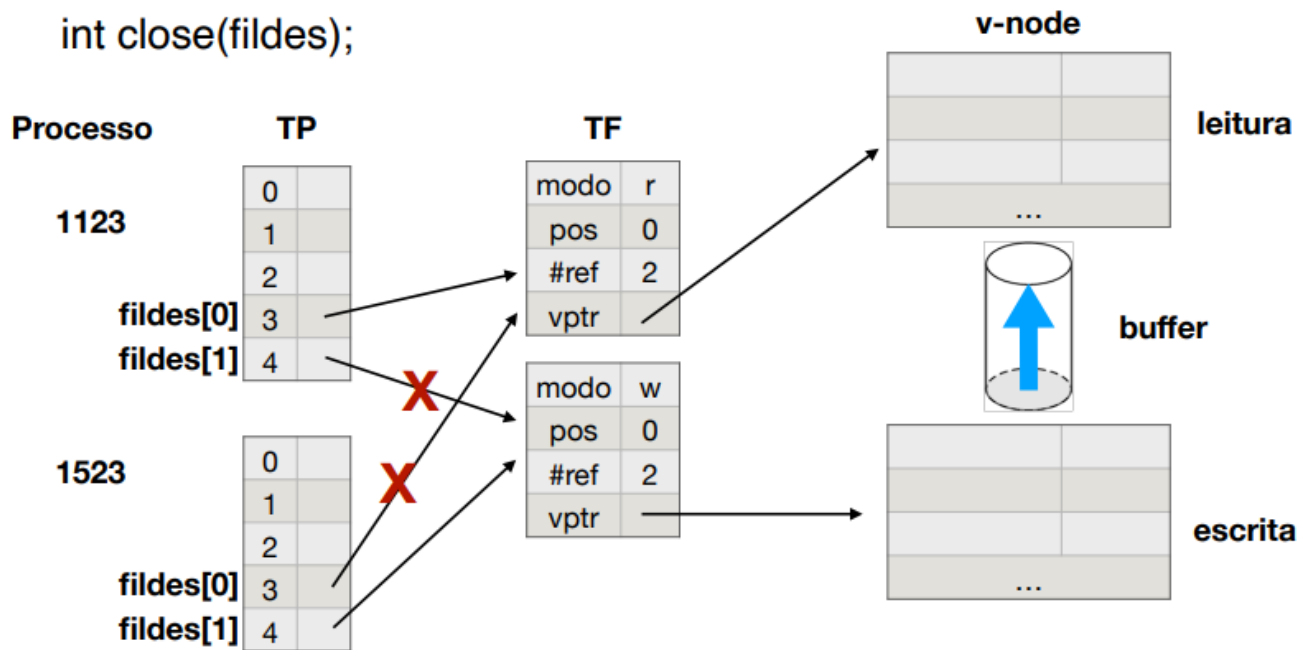 int close(fildes);
v-node
Processo TP TF
leitura
1123
0
1
2
fildes[0] 3
fildes[1] 4
modo r
pos 0
#ref 2
vptr
...
buffer
X
modo w
pos 0
#ref 2
vptr
1523
X
0
1
2
fildes[0] 3
fildes[1] 4
escrita
...